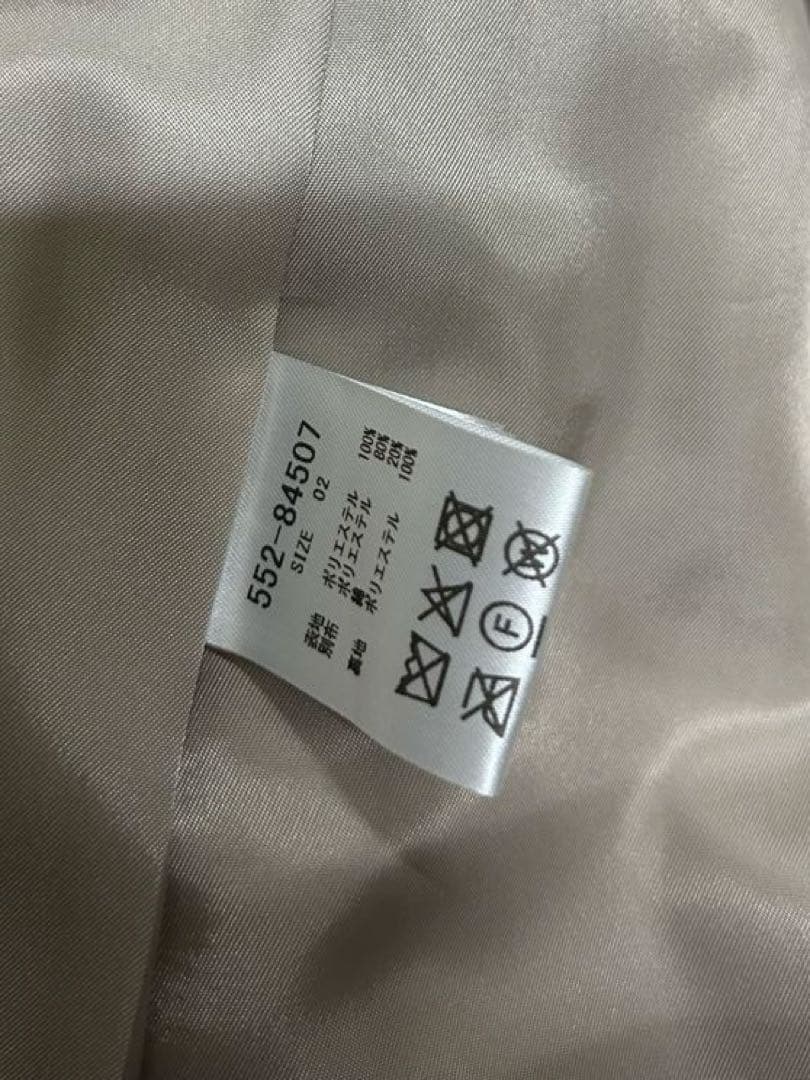 552-84507
SIZE 02
表地 ポリエステル 100%
別布 ポリエステル 80%
綿 20%
裏地 ポリエステル 100%
F
W